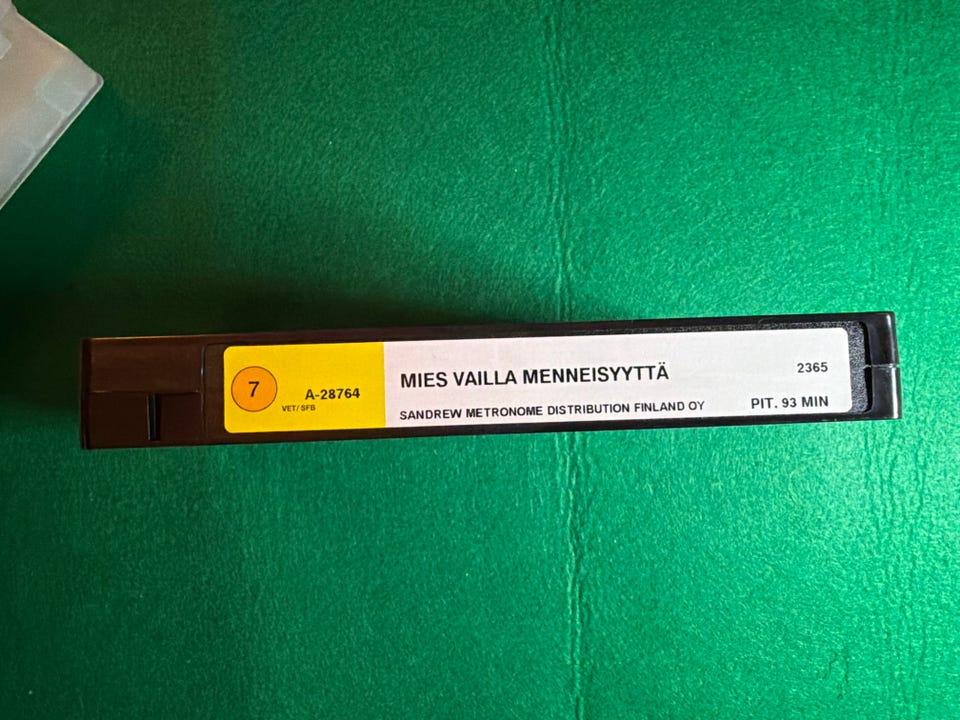 7
A-28764
VET/ SFB
MIES VAILLA MENNEISYYTTÄ
SANDREW METRONOME DISTRIBUTION FINLAND OY
2365
PIT. 93 MIN